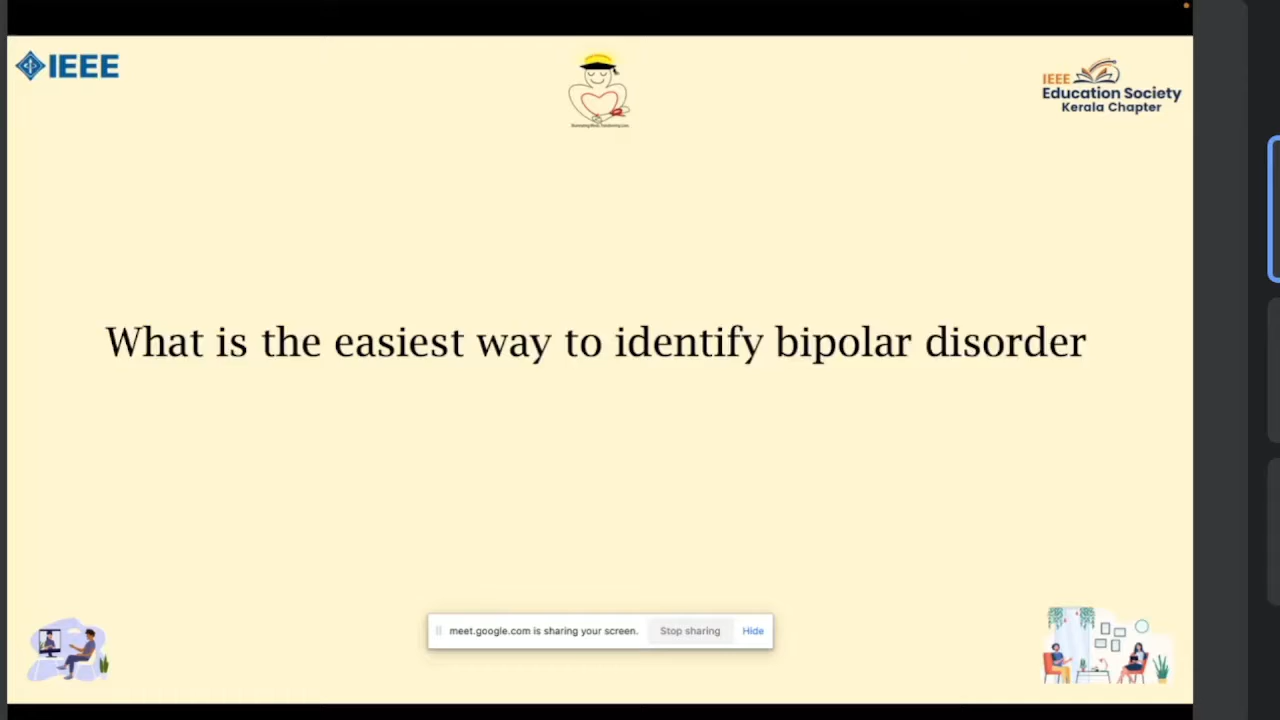 IEEE
IEEE
Education Society
Kerala Chapter
What is the easiest way to identify bipolar disorder
meet.google.com is sharing your screen. Stop sharing Hide